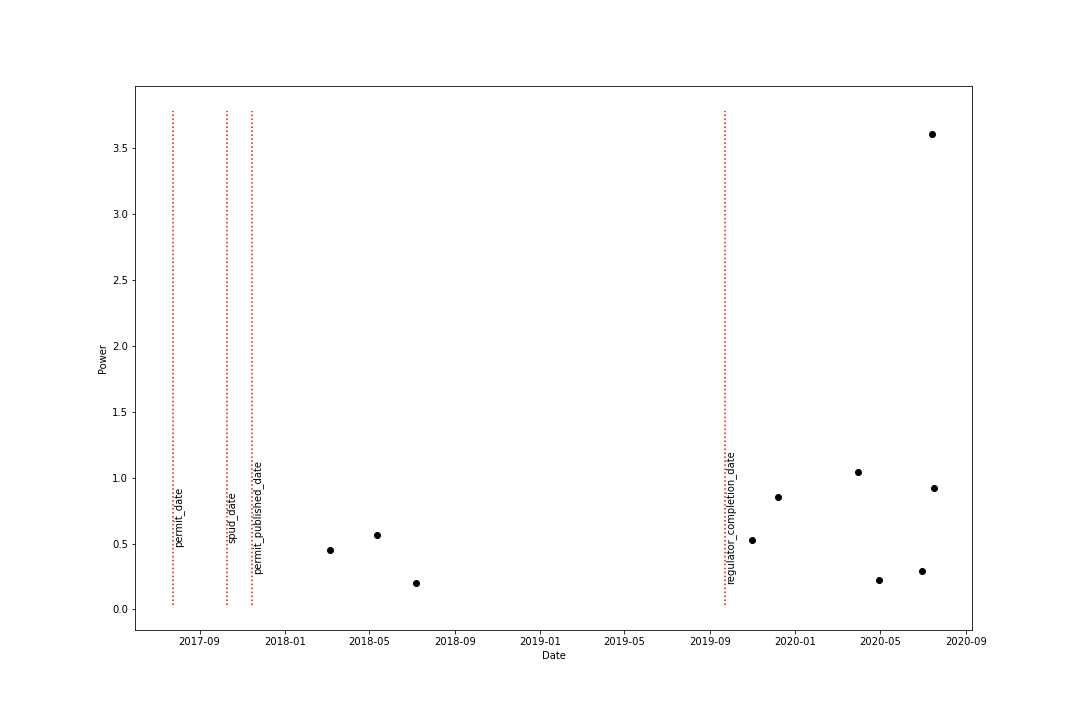 3.5
3.0
2.5
2.0
1.5
1.0
0.5
0.0
Power
permit_date
spud_date
permit_published_date
regulator_completion_date
2017-09 2018-01 2018-05 2018-09 2019-01 2019-05 2019-09 2020-01 2020-05 2020-09
Date